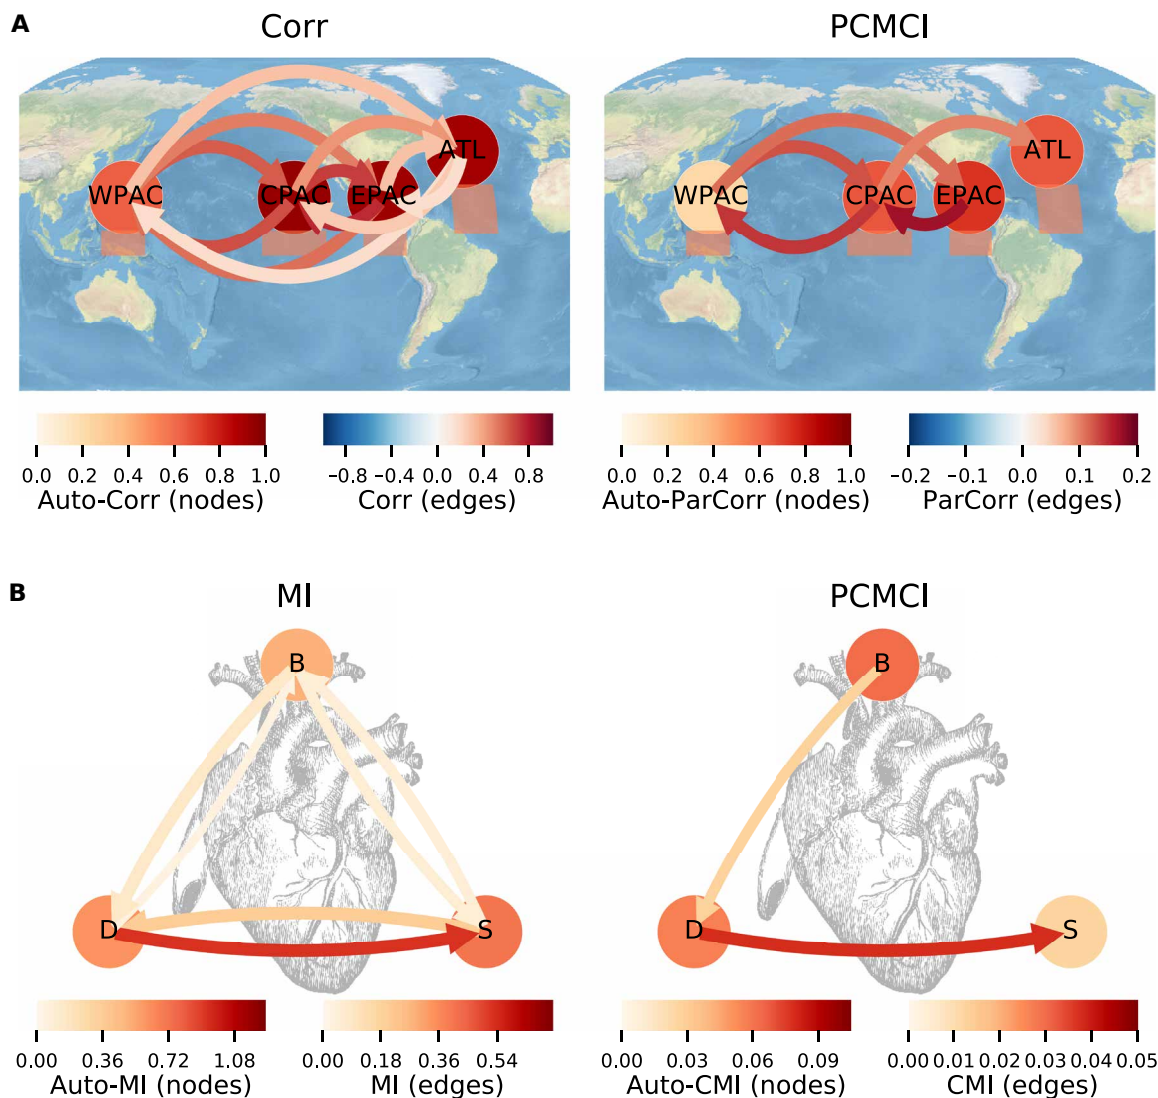 A
Corr
PCMCI
ATL
WPAC
CPAC
EPAC
ATL
WPAC
CPAC
EPAC
0.0 0.2 0.4 0.6 0.8 1.0
Auto-Corr (nodes)
−0.8 −0.4 0.0 0.4 0.8
Corr (edges)
0.0 0.2 0.4 0.6 0.8 1.0
Auto-ParCorr (nodes)
−0.2 −0.1 0.0 0.1 0.2
ParCorr (edges)
B
MI
PCMCI
B
D
S
B
D
S
0.00 0.36 0.72 1.08
Auto-MI (nodes)
0.00 0.18 0.36 0.54
MI (edges)
0.00 0.03 0.06 0.09
Auto-CMI (nodes)
0.00 0.01 0.02 0.03 0.04 0.05
CMI (edges)